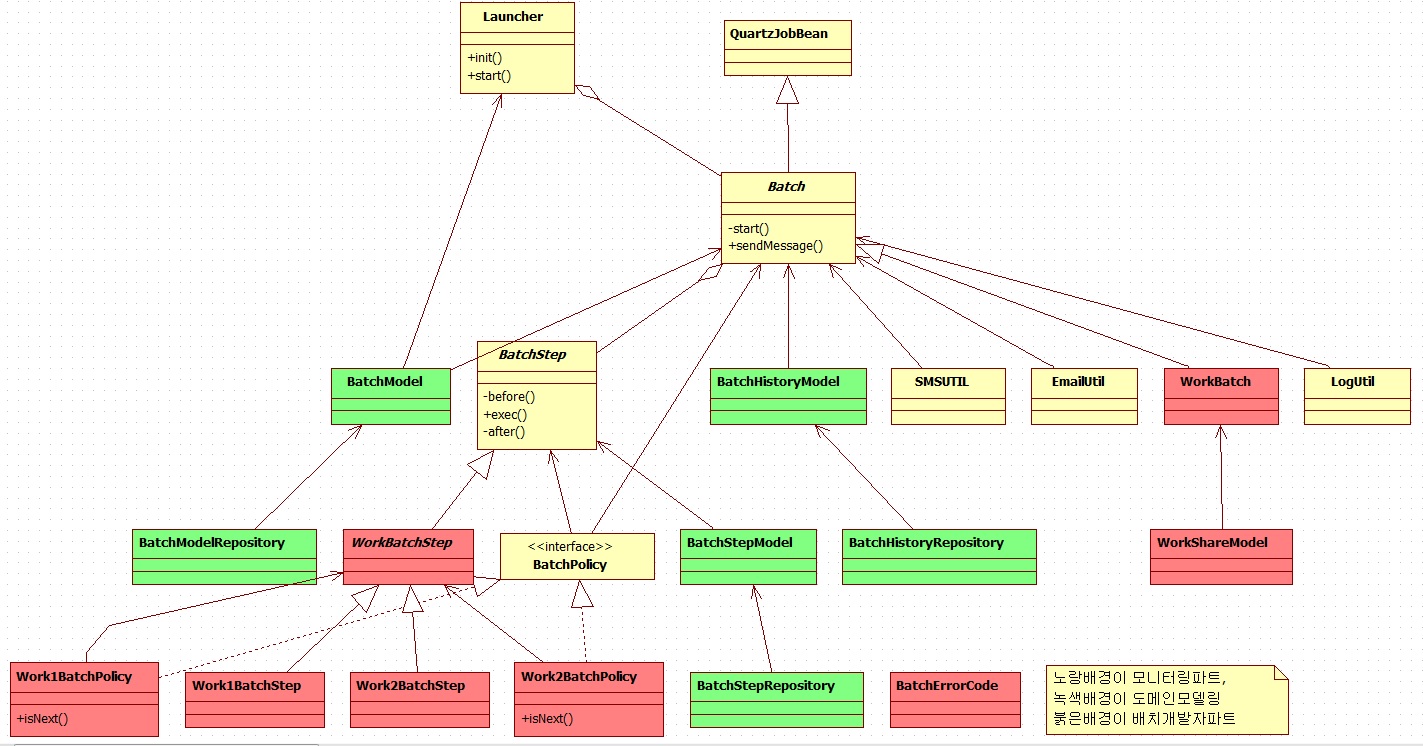 Launcher
+init()
+start()
QuartzJobBean
Batch
-start()
+sendMessage()
BatchModel
BatchStep
-before()
+exec()
-after()
BatchHistoryModel
SMSUTIL
EmailUtil
WorkBatch
LogUtil
BatchModelRepository
WorkBatchStep
<<interface>>
BatchPolicy
BatchStepModel
BatchHistoryRepository
WorkShareModel
Work1BatchPolicy
+isNext()
Work1BatchStep
Work2BatchStep
Work2BatchPolicy
+isNext()
BatchStepRepository
BatchErrorCode
노랑배경이 모니터링파트,
녹색배경이 도메인모델링
붉은배경이 배치개발자파트